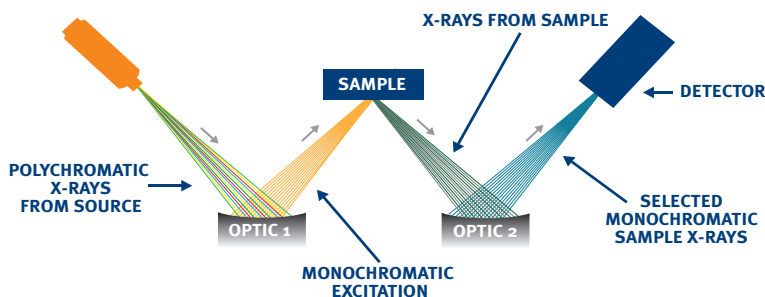 X-RAYS FROM SAMPLE
SAMPLE
DETECTOR
POLYCHROMATIC
X-RAYS
FROM SOURCE
OPTIC 1
OPTIC 2
SELECTED
MONOCHROMATIC
SAMPLE X-RAYS
MONOCHROMATIC
EXCITATION